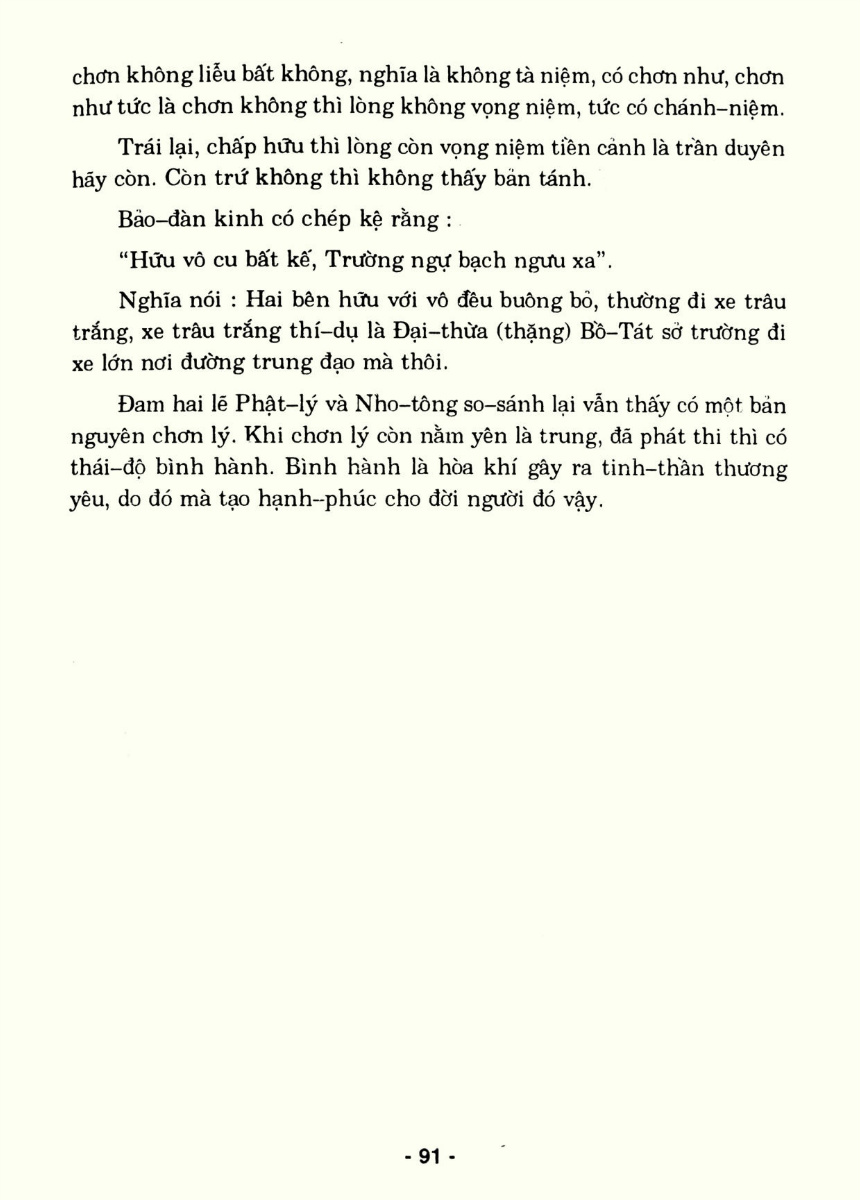 chơn không liễu bất không, nghĩa là không tà niệm, có chơn như, chơn
như tức là chơn không thì lòng không vọng niệm, tức có chánh–niệm.
Trái lại, chấp hữu thì lòng còn vọng niệm tiền cảnh là trần duyên
hãy còn. Còn trứ không thì không thấy bản tánh.
Bảo–đàn kinh có chép kệ rằng :
“Hữu vô cu bất kế, Trường ngự bạch ngưu xa”.
Nghĩa nói : Hai bên hữu với vô đều buông bỏ, thường đi xe trâu
trắng, xe trâu trắng thí–dụ là Đại–thừa (thặng) Bồ–Tát sở trường đi
xe lớn nơi đường trung đạo mà thôi.
Đam hai lẽ Phật–lý và Nho–tông so–sánh lại vẫn thấy có một bản
nguyên chơn lý. Khi chơn lý còn nằm yên là trung, đã phát thi thì có
thái–độ bình hành. Bình hành là hòa khí gây ra tinh–thần thương
yêu, do đó mà tạo hạnh--phúc cho đời người đó vậy.
- 91 -